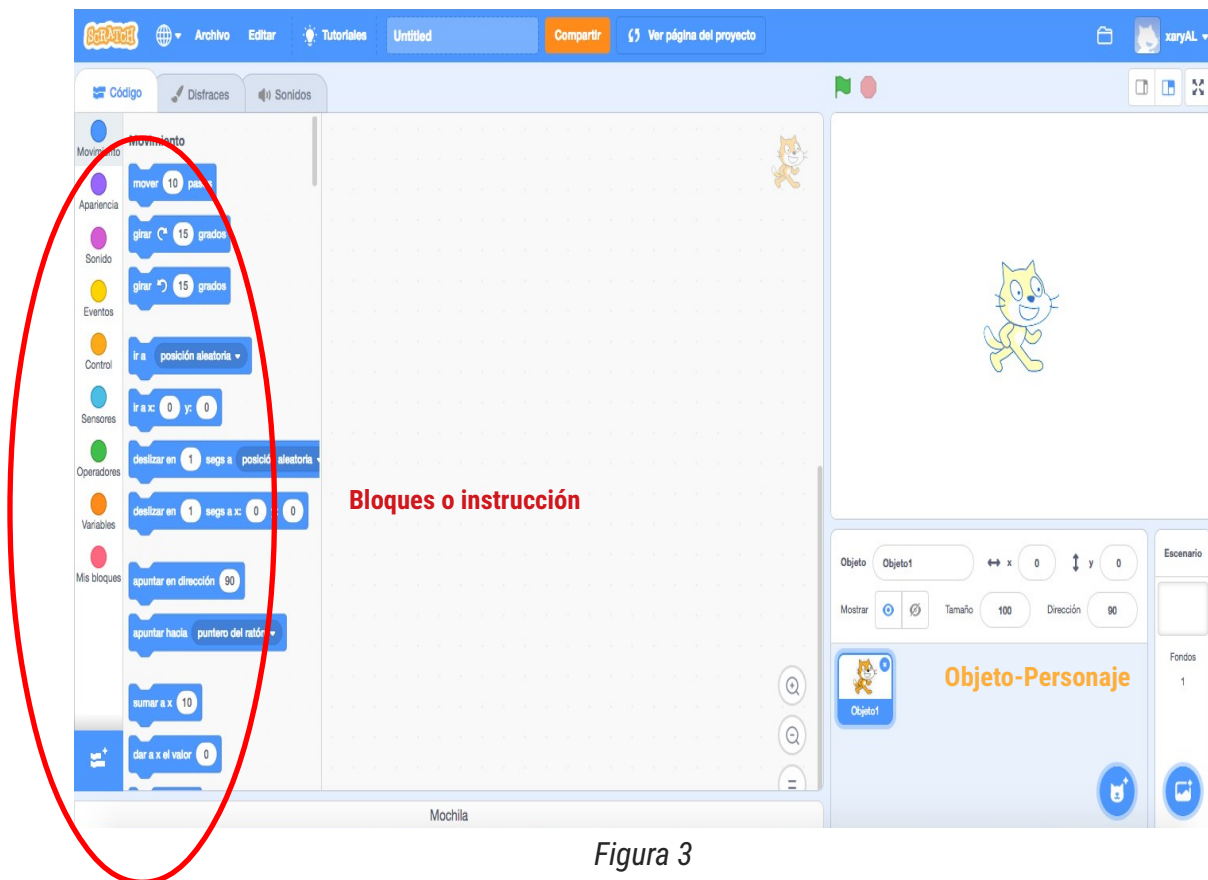 SCRATCH Archivo Editar Tutoriales Untitled Compartir Ver página del proyecto xaryAL
Código Disfraces Sonidos
Movimiento
Apariencia
Sonido
Eventos
Control
Sensores
Operadores
Variables
Mis bloques
Movimiento
mover 10 pasos
girar 15 grados
girar 15 grados
ir a posición aleatoria
ir a x: 0 y: 0
deslizar en 1 segs a posición aleatoria
deslizar en 1 segs a x: 0 y: 0
apuntar en dirección 90
apuntar hacia puntero del ratón
sumar a x 10
dar a x el valor 0
Bloques o instrucción
Mochila
Objeto Objeto1 x 0 y 0
Mostrar Tamaño 100 Dirección 90
Objeto1
Objeto-Personaje
Escenario
Fondos
1
Figura 3